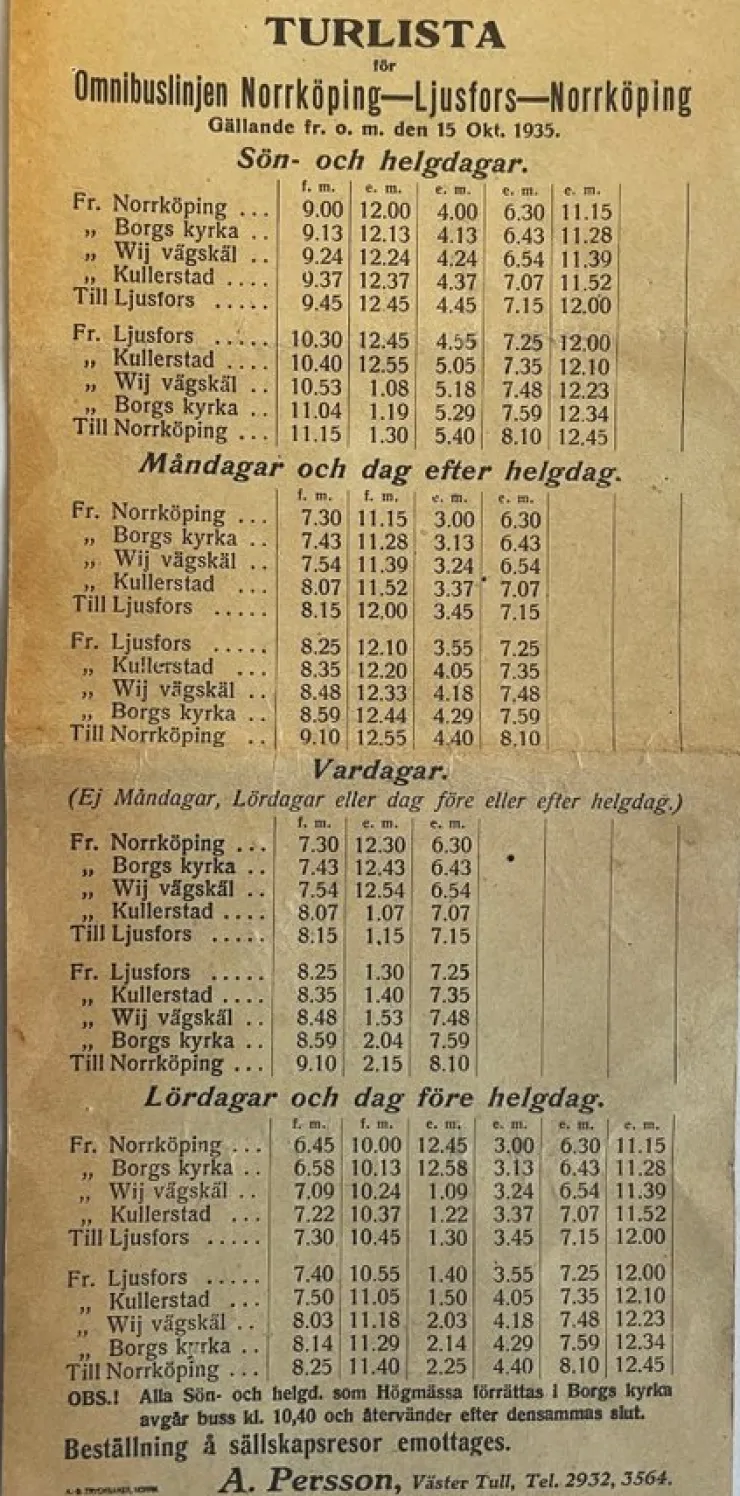 TURLISTA
för
Omnibuslinjen Norrköping—Ljusfors—Norrköping
Gällande fr. o. m. den 15 Okt. 1935.
Sön- och helgdagar.
f. m. e. m. e. m. e. m. e. m.
Fr. Norrköping ... 9.00 12.00 4.00 6.30 11.15
„ Borgs kyrka .. 9.13 12.13 4.13 6.43 11.28
„ Wij vägskäl .. 9.24 12.24 4.24 6.54 11.39
„ Kullerstad .... 9.37 12.37 4.37 7.07 11.52
Till Ljusfors ..... 9.45 12.45 4.45 7.15 12.00
Fr. Ljusfors ..... 10.30 12.45 4.55 7.25 12.00
„ Kullerstad .... 10.40 12.55 5.05 7.35 12.10
„ Wij vägskäl .. 10.53 1.08 5.18 7.48 12.23
„ Borgs kyrka .. 11.04 1.19 5.29 7.59 12.34
Till Norrköping ... 11.15 1.30 5.40 8.10 12.45
Måndagar och dag efter helgdag.
f. m. f. m. e. m. e. m.
Fr. Norrköping ... 7.30 11.15 3.00 6.30
„ Borgs kyrka .. 7.43 11.28 3.13 6.43
„ Wij vägskäl .. 7.54 11.39 3.24 6.54
„ Kullerstad ... 8.07 11.52 3.37 7.07
Till Ljusfors ..... 8.15 12.00 3.45 7.15
Fr. Ljusfors ..... 8.25 12.10 3.55 7.25
„ Kullerstad ... 8.35 12.20 4.05 7.35
„ Wij vägskäl .. 8.48 12.33 4.18 7.48
„ Borgs kyrka .. 8.59 12.44 4.29 7.59
Till Norrköping .. 9.10 12.55 4.40 8.10
Vardagar.
(Ej Måndagar, Lördagar eller dag före eller efter helgdag.)
f. m. e. m. e. m.
Fr. Norrköping ... 7.30 12.30 6.30
„ Borgs kyrka .. 7.43 12.43 6.43
„ Wij vägskäl .. 7.54 12.54 6.54
„ Kullerstad .... 8.07 1.07 7.07
Till Ljusfors ..... 8.15 1.15 7.15
Fr. Ljusfors ..... 8.25 1.30 7.25
„ Kullerstad .... 8.35 1.40 7.35
„ Wij vägskäl .. 8.48 1.53 7.48
„ Borgs kyrka .. 8.59 2.04 7.59
Till Norrköping ... 9.10 2.15 8.10
Lördagar och dag före helgdag.
f. m. f. m. e. m. e. m. e. m. e. m.
Fr. Norrköping ... 6.45 10.00 12.45 3.00 6.30 11.15
„ Borgs kyrka .. 6.58 10.13 12.58 3.13 6.43 11.28
„ Wij vägskäl .. 7.09 10.24 1.09 3.24 6.54 11.39
„ Kullerstad ... 7.22 10.37 1.22 3.37 7.07 11.52
Till Ljusfors ..... 7.30 10.45 1.30 3.45 7.15 12.00
Fr. Ljusfors ..... 7.40 10.55 1.40 3.55 7.25 12.00
„ Kullerstad ... 7.50 11.05 1.50 4.05 7.35 12.10
„ Wij vägskäl .. 8.03 11.18 2.03 4.18 7.48 12.23
„ Borgs kyrka .. 8.14 11.29 2.14 4.29 7.59 12.34
Till Norrköping ... 8.25 11.40 2.25 4.40 8.10 12.45
OBS.! Alla Sön- och helgd. som Högmässa förrättas i Borgs kyrka
avgår buss kl. 10,40 och återvänder efter densammas slut.
Beställning å sällskapsresor emottages.
A. Persson, Väster Tull, Tel. 2932, 3564.